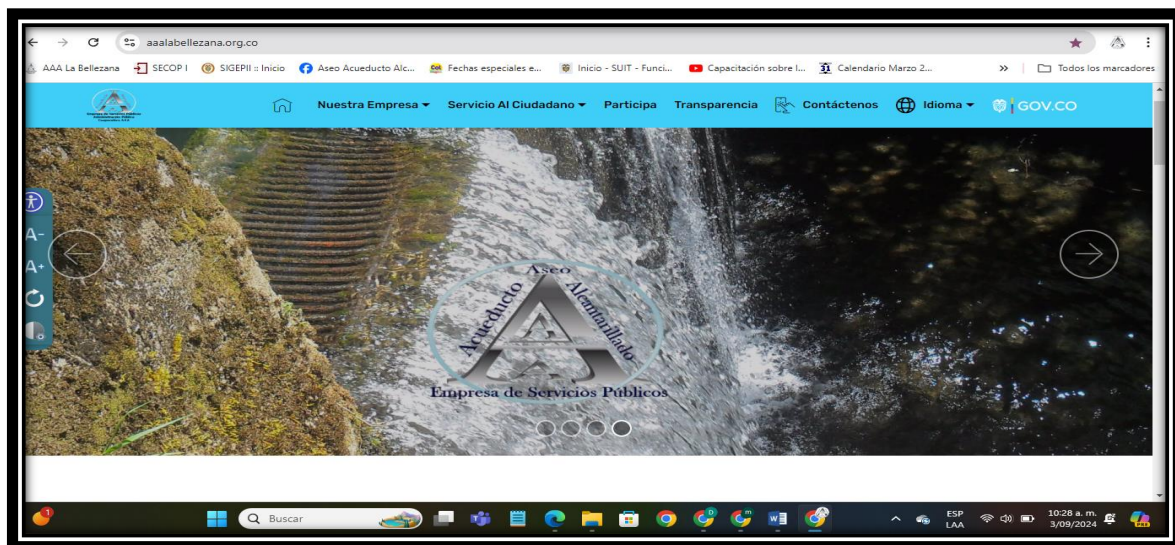 aaalabellezana.org.co
AAA La Bellezana SECOP I SIGEPII :: Inicio Aseo Acueducto Alc... Fechas especiales e... Inicio - SUIT - Funci... Capacitación sobre l... Calendario Marzo 2... » Todos los marcadores
Nuestra Empresa Servicio Al Ciudadano Participa Transparencia Contáctenos Idioma GOV.CO
A-
A+
Aseo
Acueducto
Alcantarillado
Empresa de Servicios Públicos
1
Buscar
ESP
LAA
10:28 a. m.
3/09/2024